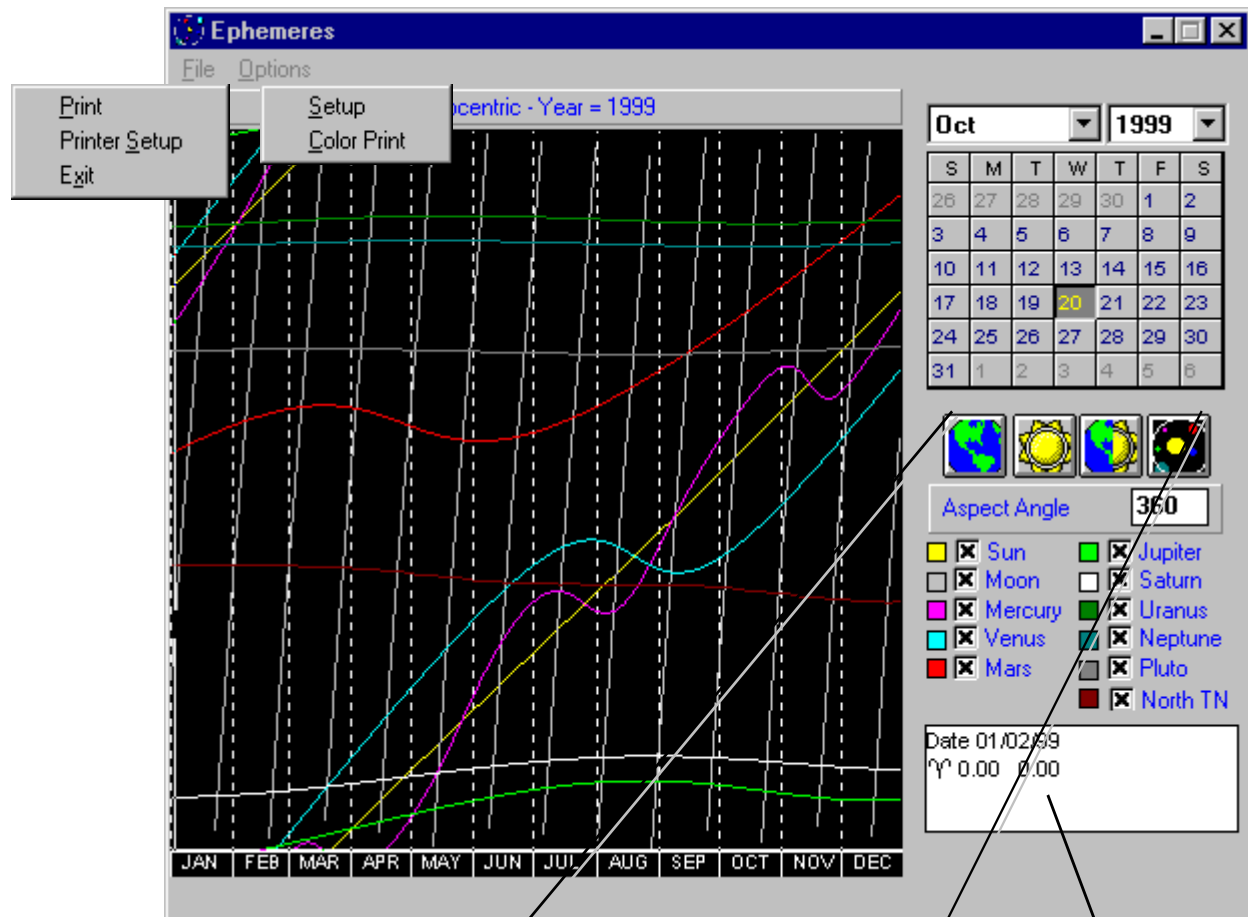 Ephemeres
File Options
Print
Printer Setup
Exit
Setup
Color Print
ocentric - Year = 1999
Oct 1999
S M T W T F S
26 27 28 29 30 1 2
3 4 5 6 7 8 9
10 11 12 13 14 15 16
17 18 19 20 21 22 23
24 25 26 27 28 29 30
31 1 2 3 4 5 6
Aspect Angle 360
Sun Jupiter
Moon Saturn
Mercury Uranus
Venus Neptune
Mars Pluto
North TN
Date 01/02/99
♈ 0.00 0.00
JAN FEB MAR APR MAY JUN JUL AUG SEP OCT NOV DEC